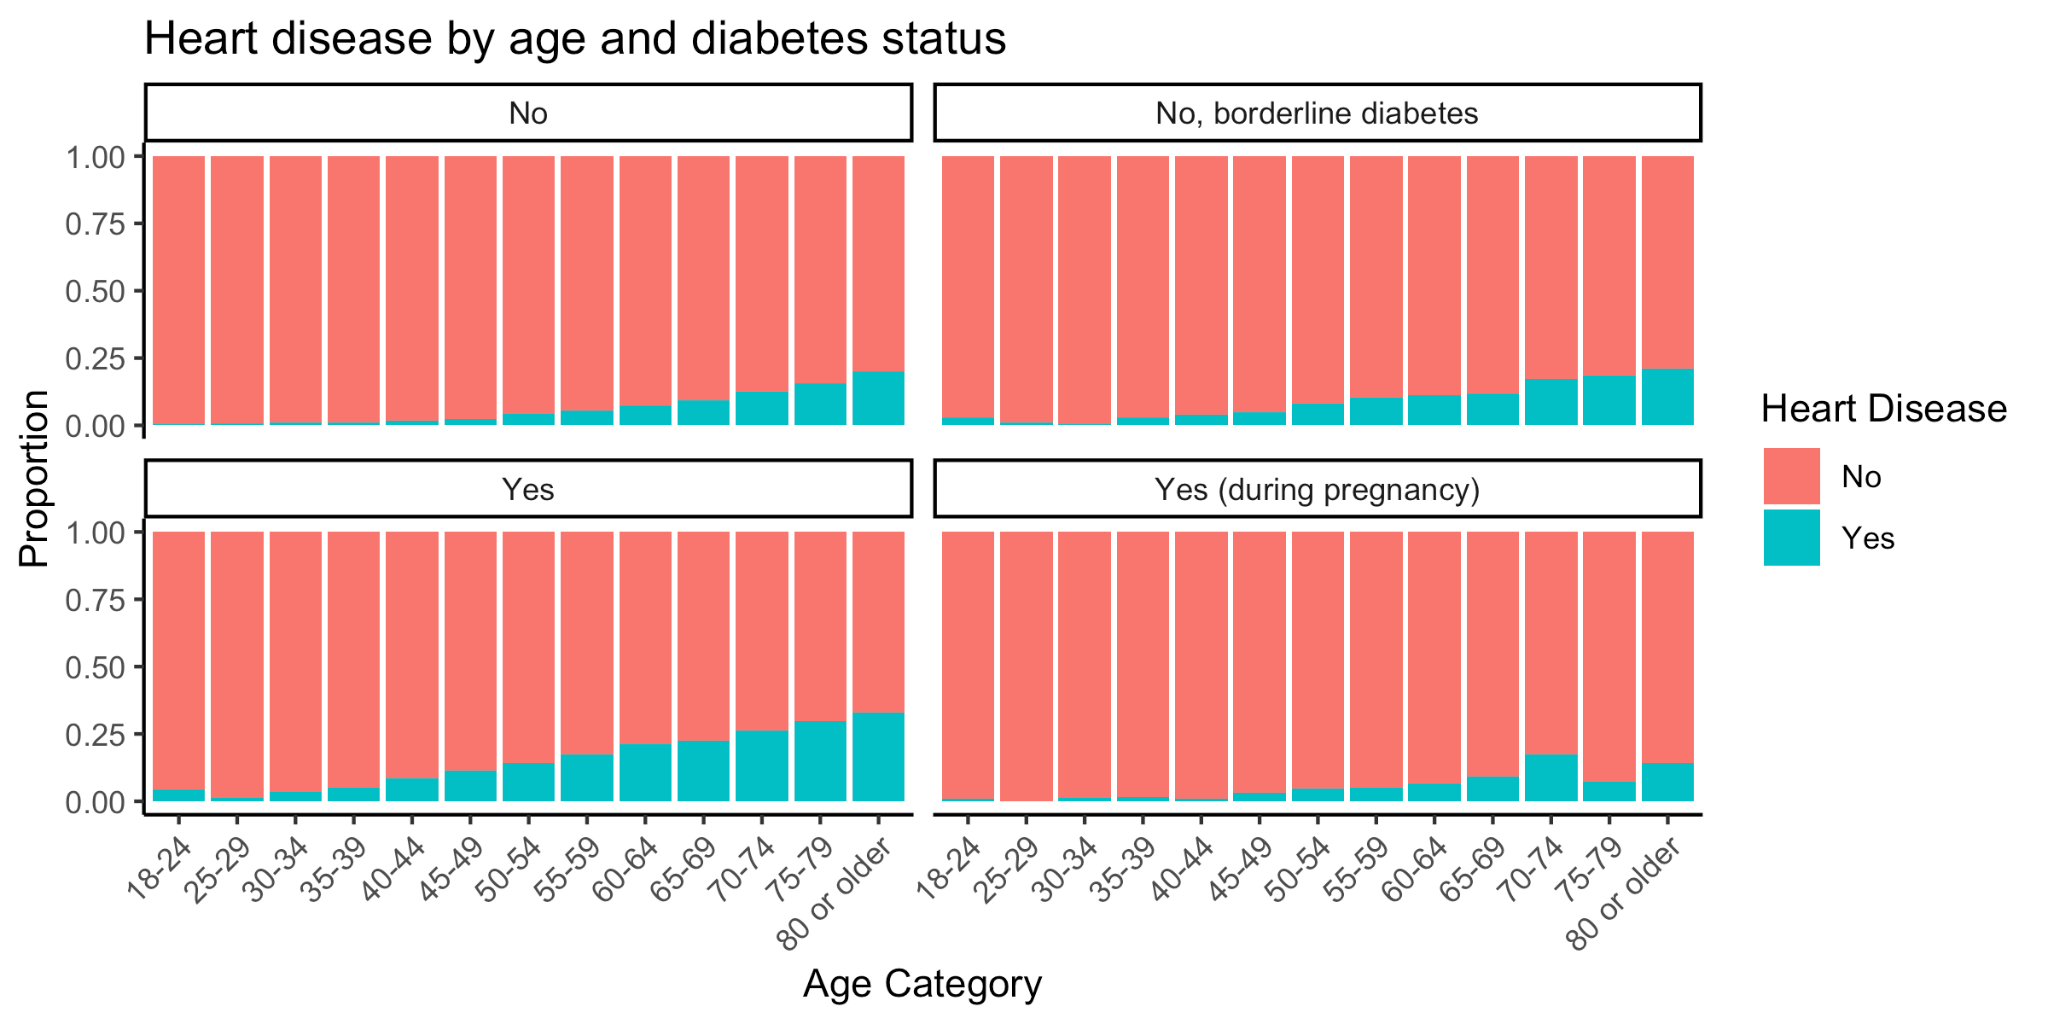 Heart disease by age and diabetes status
No
No, borderline diabetes
1.00
0.75
0.50
0.25
0.00
Yes
Yes (during pregnancy)
1.00
0.75
0.50
0.25
0.00
Proportion
18-24
25-29
30-34
35-39
40-44
45-49
50-54
55-59
60-64
65-69
70-74
75-79
80 or older
18-24
25-29
30-34
35-39
40-44
45-49
50-54
55-59
60-64
65-69
70-74
75-79
80 or older
Age Category
Heart Disease
No
Yes